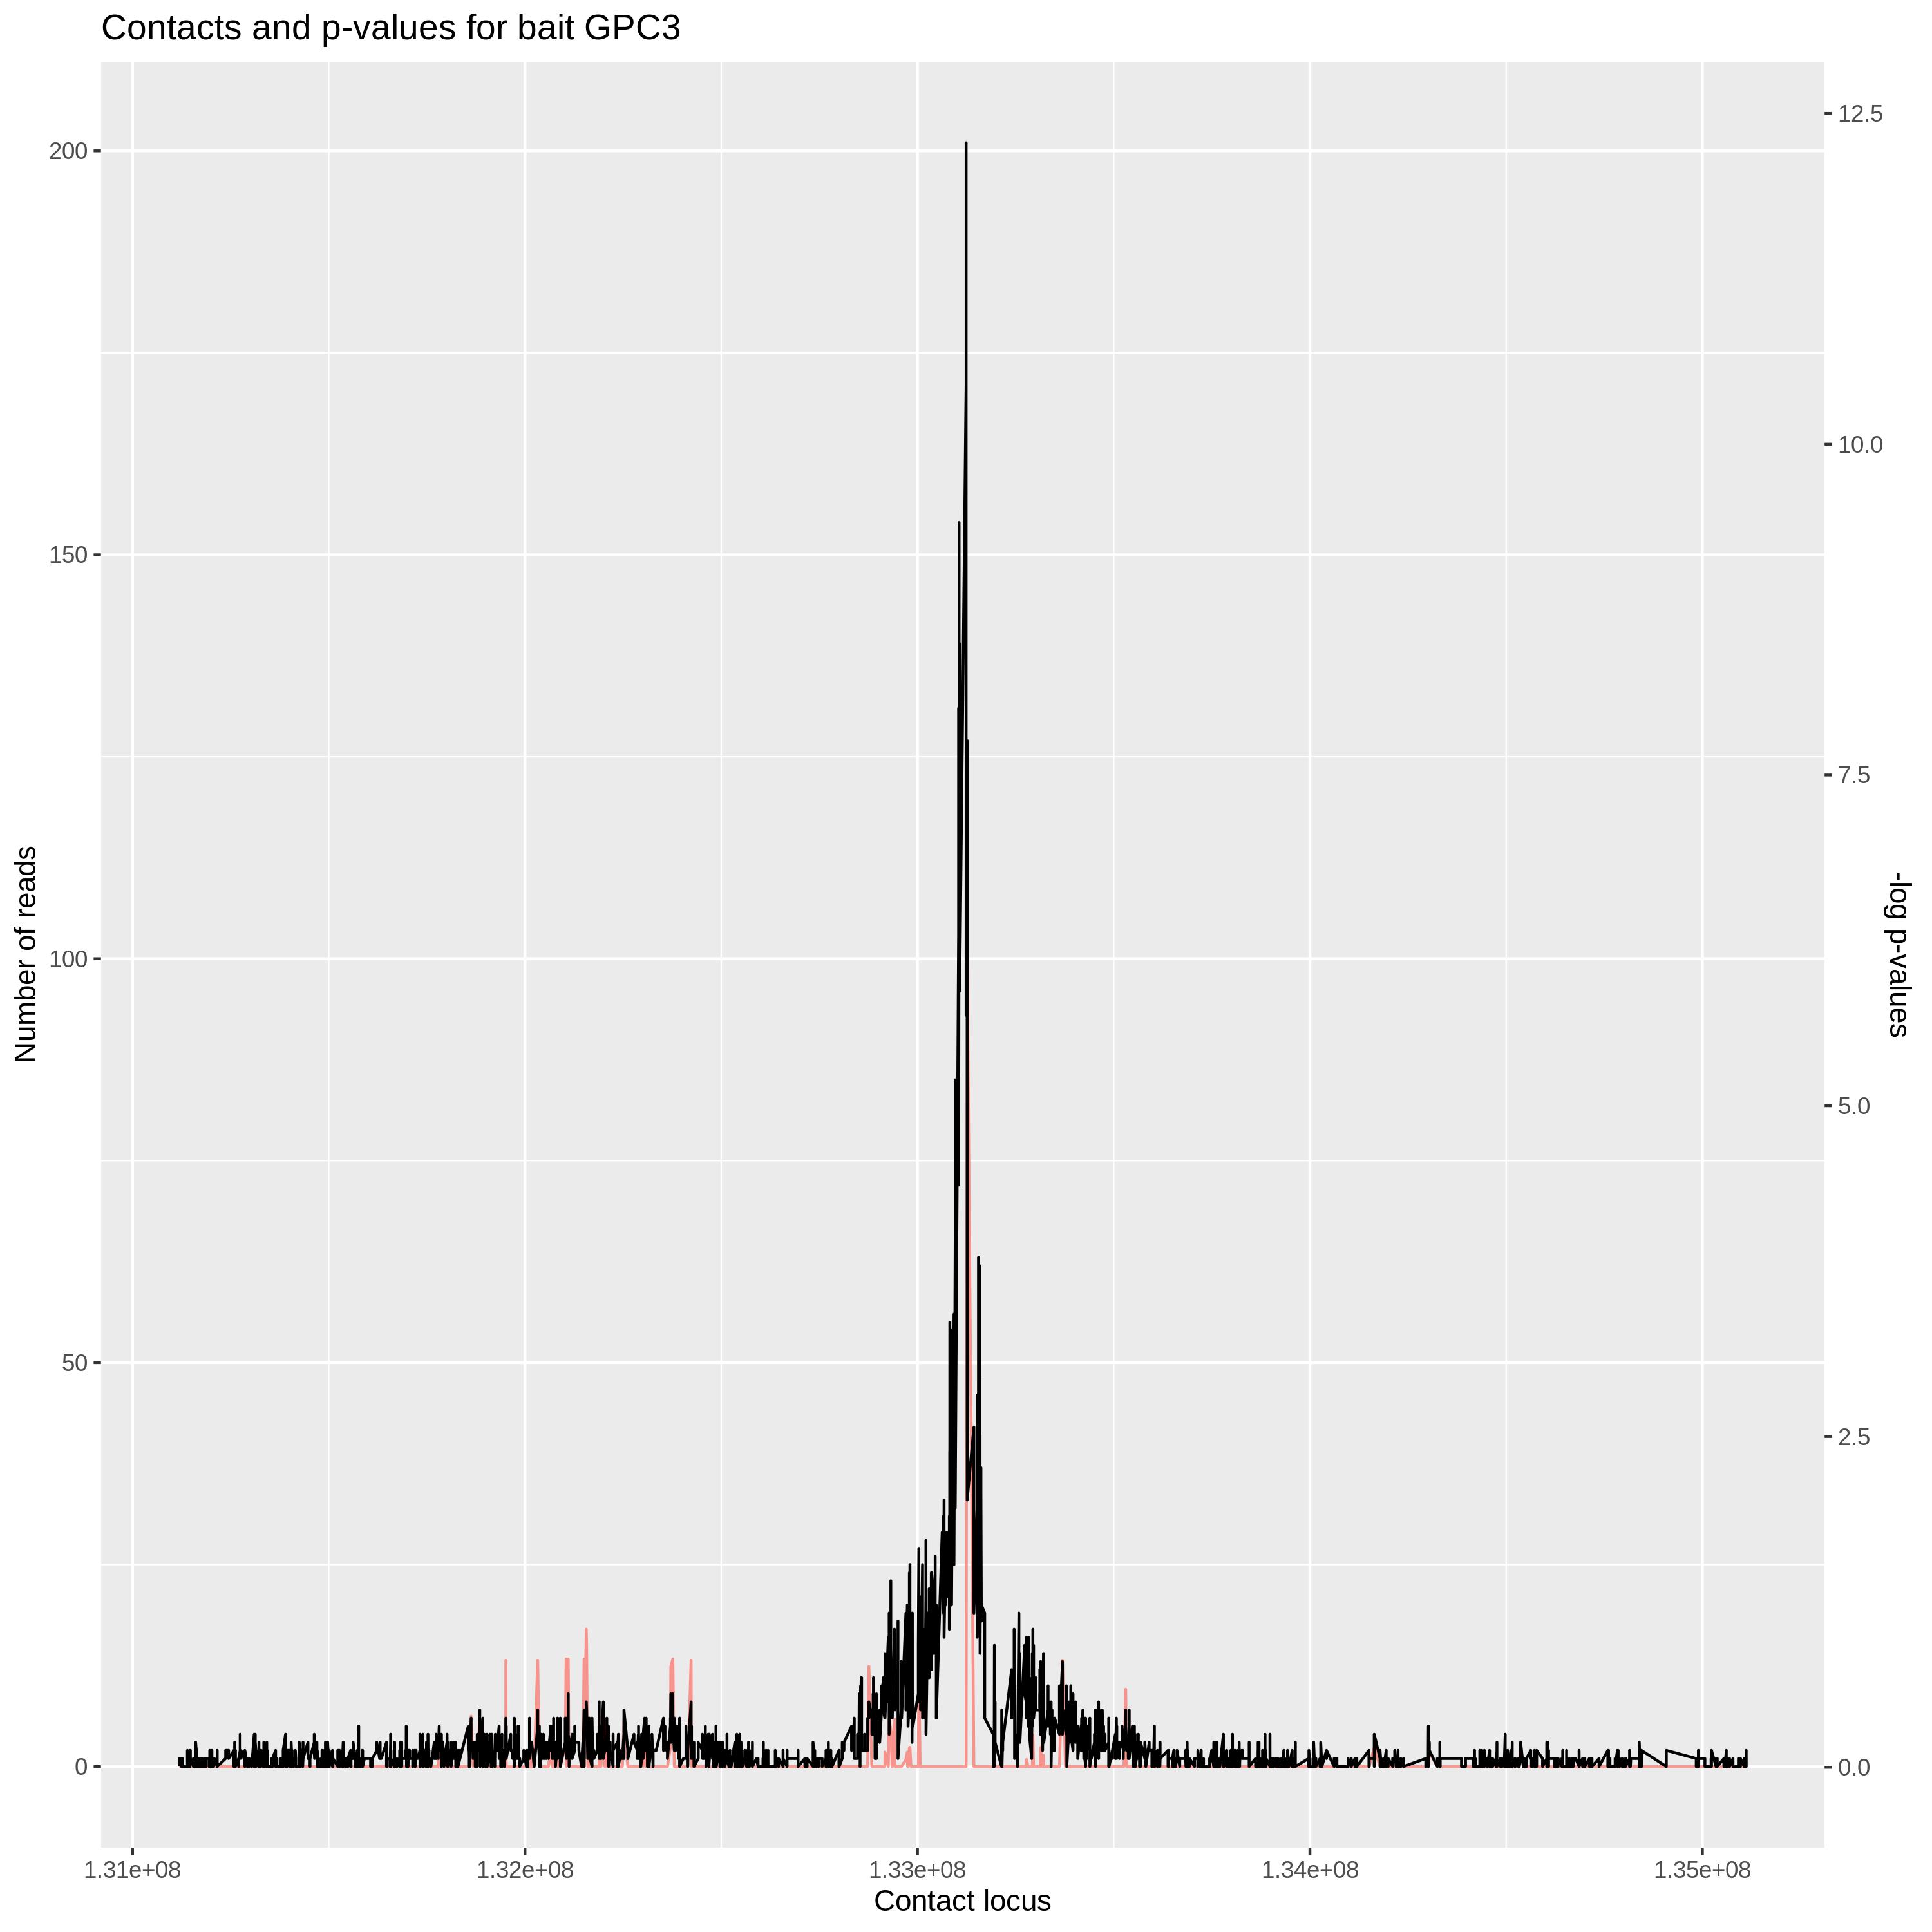 Contacts and p-values for bait GPC3
200
150
100
50
0
Number of reads
12.5
10.0
7.5
5.0
2.5
0.0
-log p-values
1.31e+08 1.32e+08 1.33e+08 1.34e+08 1.35e+08
Contact locus